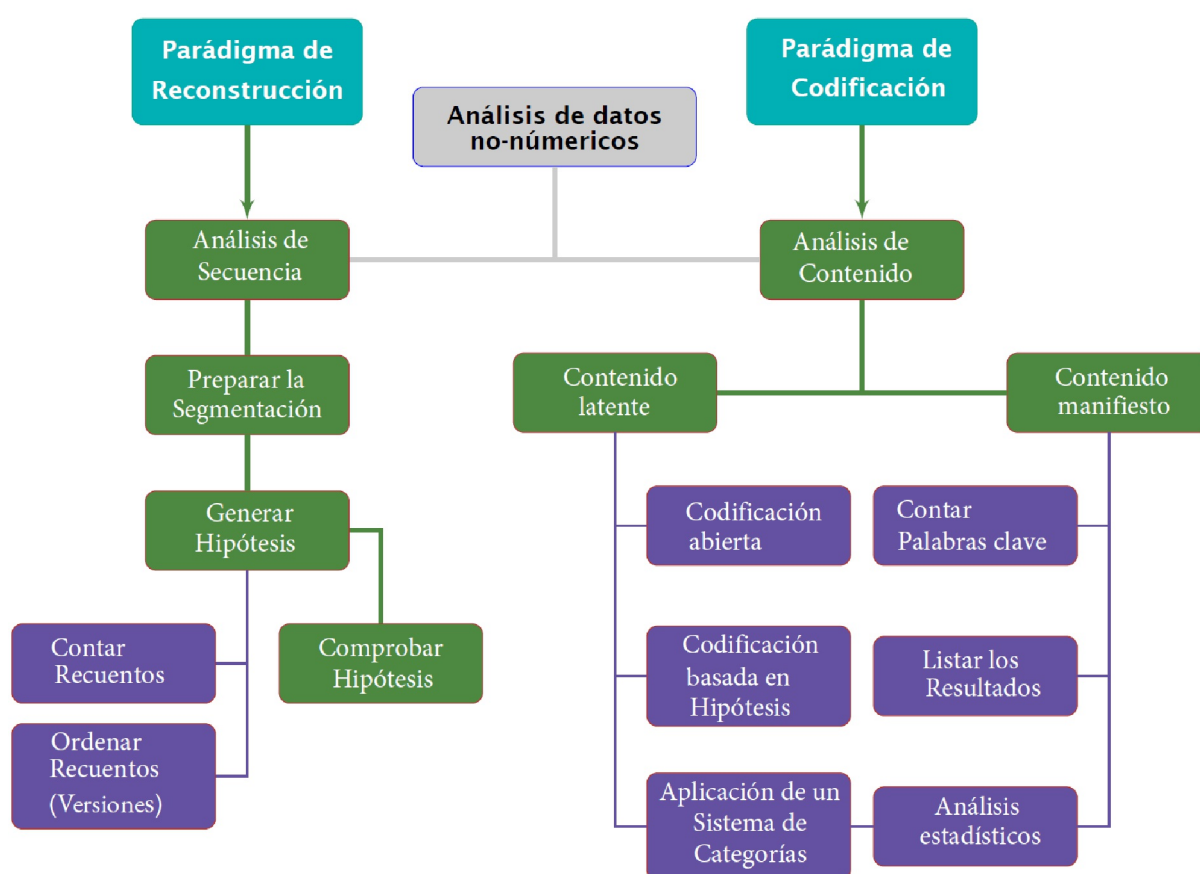 Parádigma de
Reconstrucción
Parádigma de
Codificación
Análisis de datos
no-númericos
Análisis de
Secuencia
Análisis de
Contenido
Preparar la
Segmentación
Contenido
latente
Contenido
manifiesto
Generar
Hipótesis
Codificación
abierta
Contar
Palabras clave
Contar
Recuentos
Comprobar
Hipótesis
Codificación
basada en
Hipótesis
Listar los
Resultados
Ordenar
Recuentos
(Versiones)
Aplicación de un
Sistema de
Categorías
Análisis
estadísticos